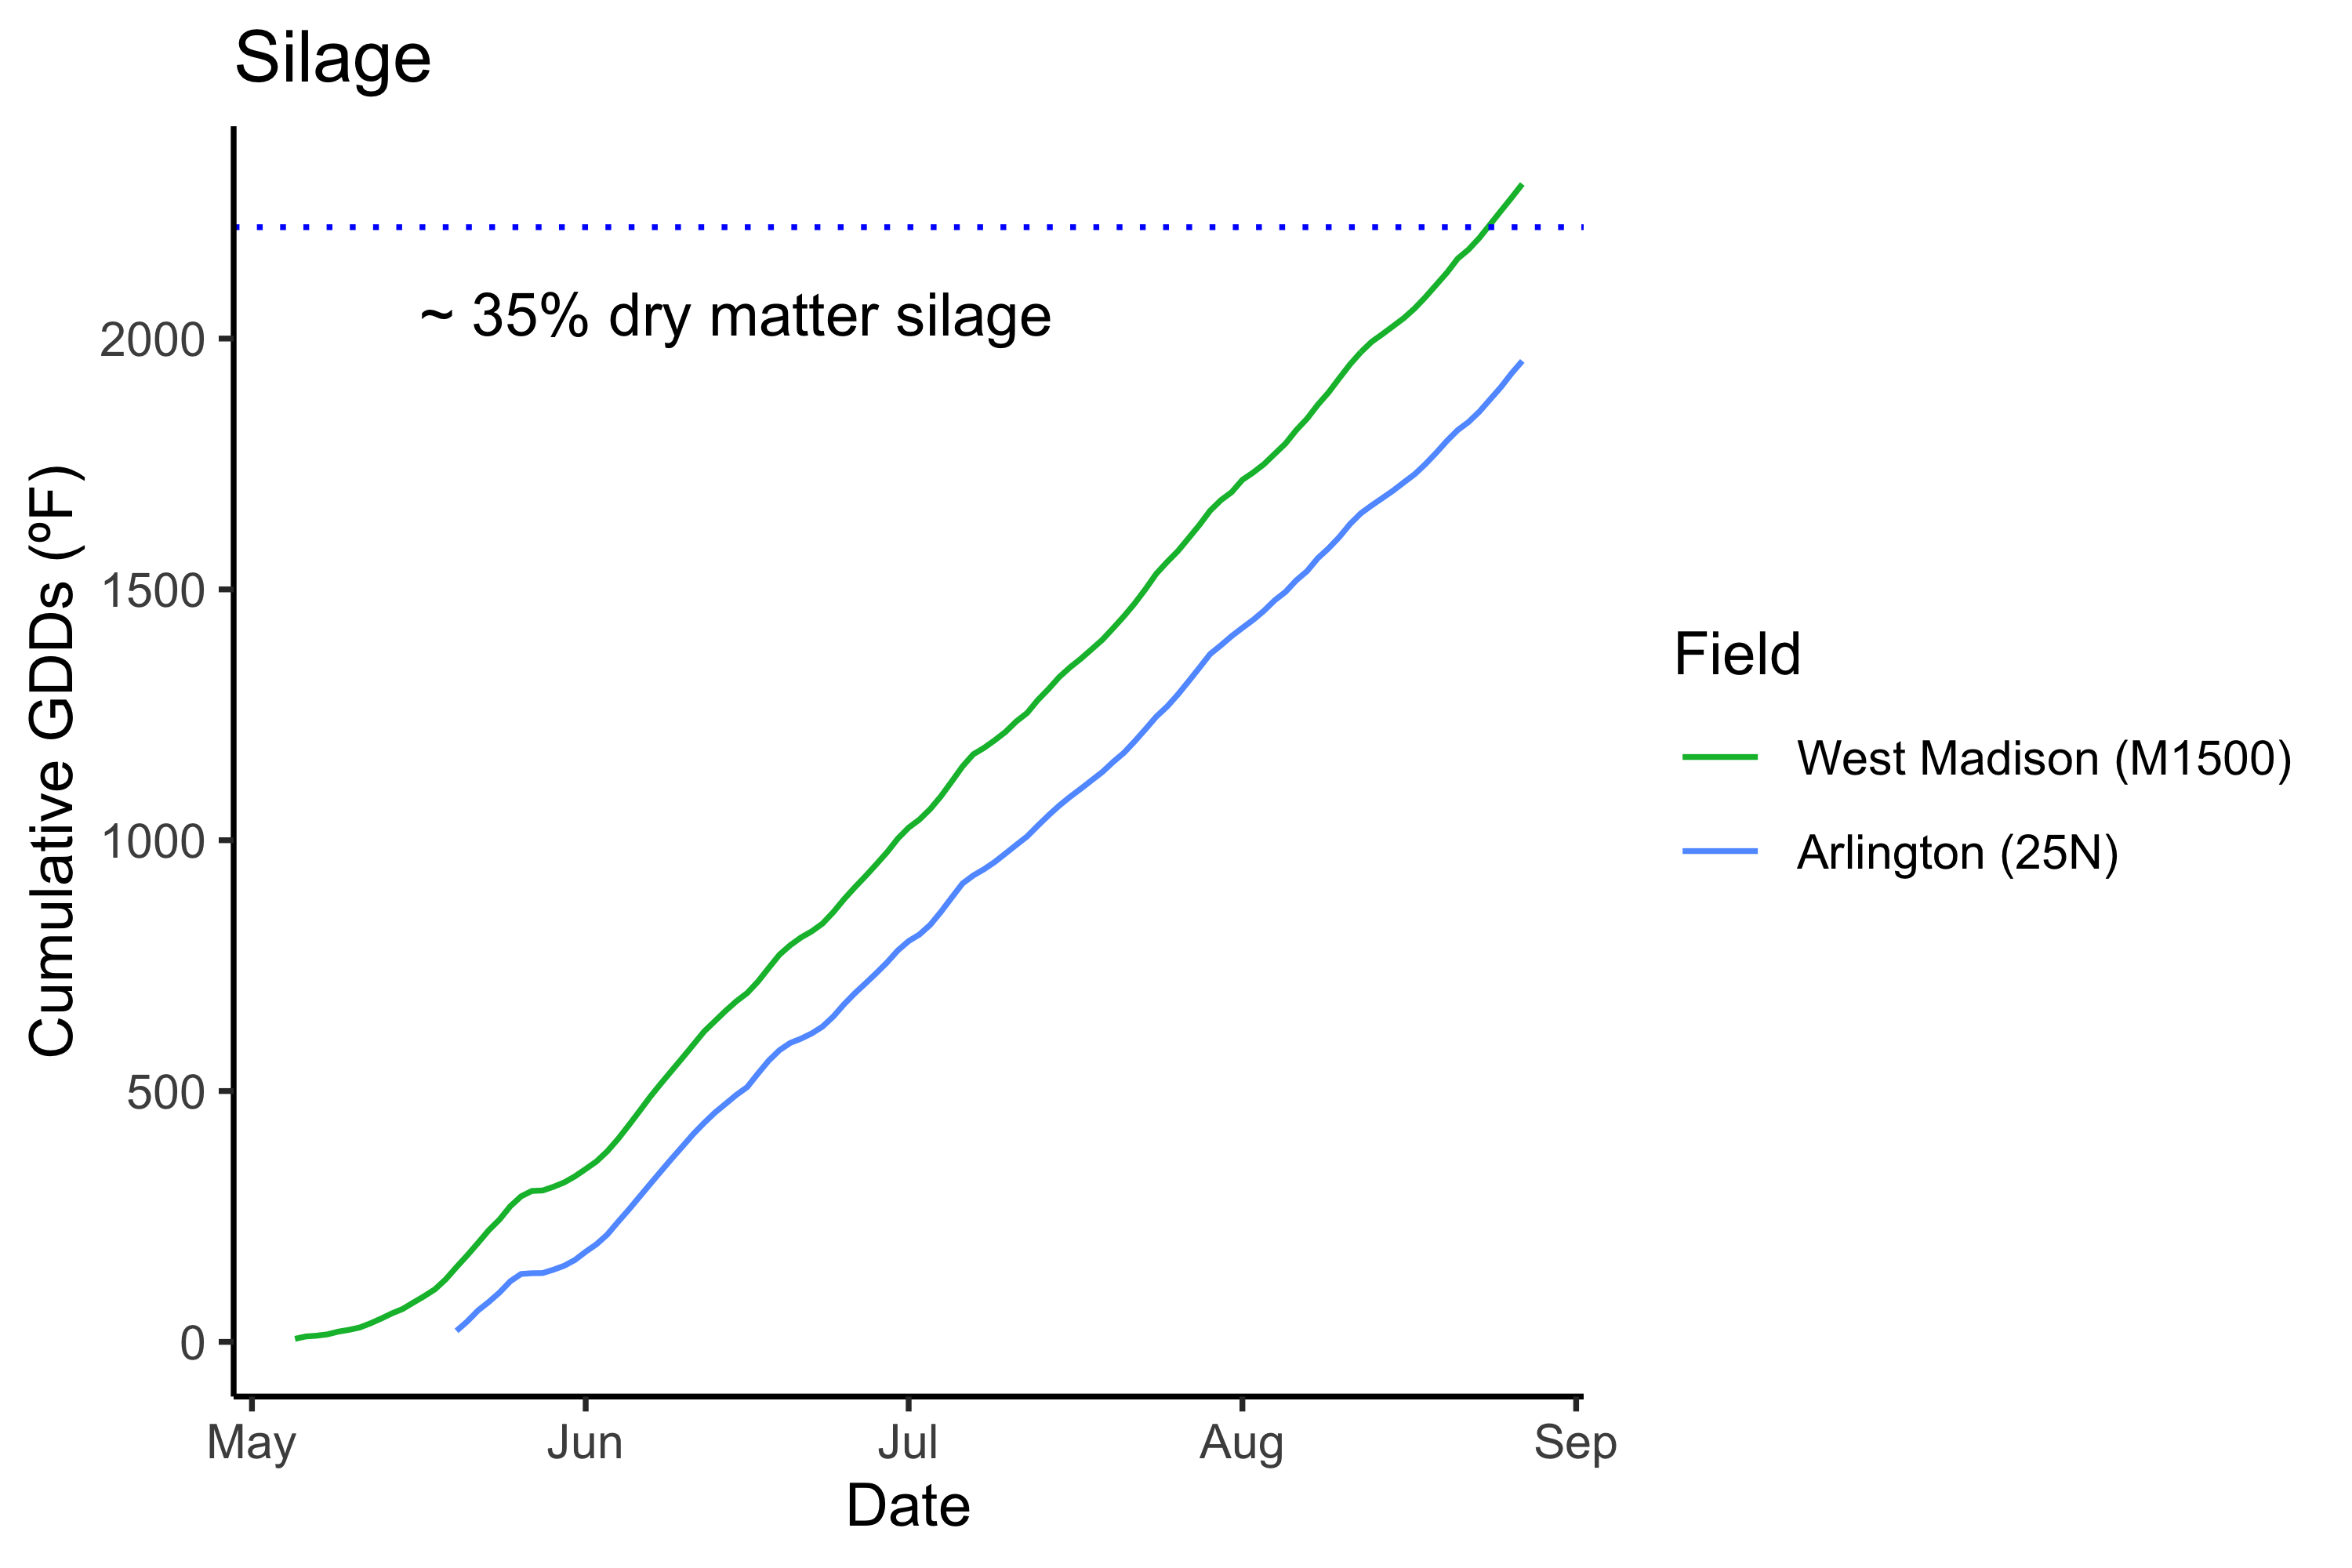 Silage
~ 35% dry matter silage
Cumulative GDDs (ºF)
2000
1500
1000
500
0
May Jun Jul Aug Sep
Date
Field
West Madison (M1500)
Arlington (25N)